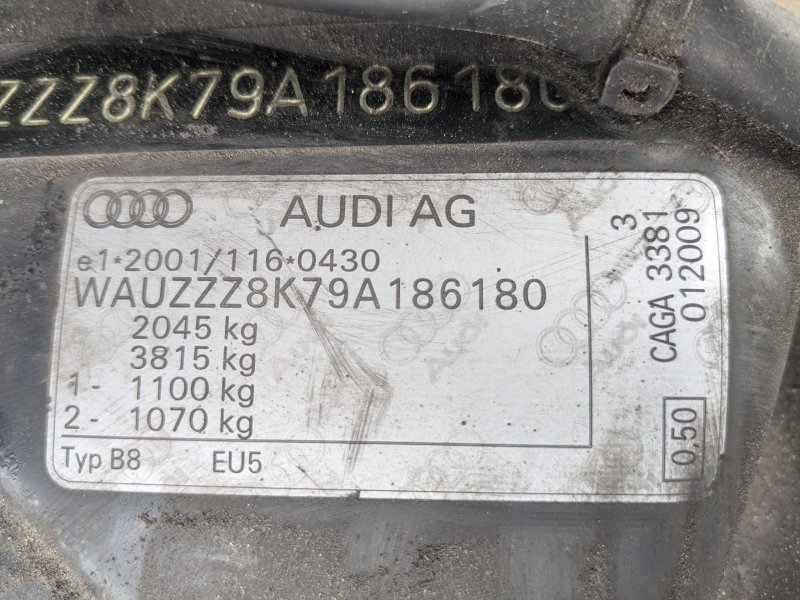 ZZZ8K79A186180
AUDI AG
e1*2001/116*0430
WAUZZZ8K79A186180
2045 kg
3815 kg
1- 1100 kg
2- 1070 kg
Typ B8 EU5
3
CAGA 3381
012009
0.50